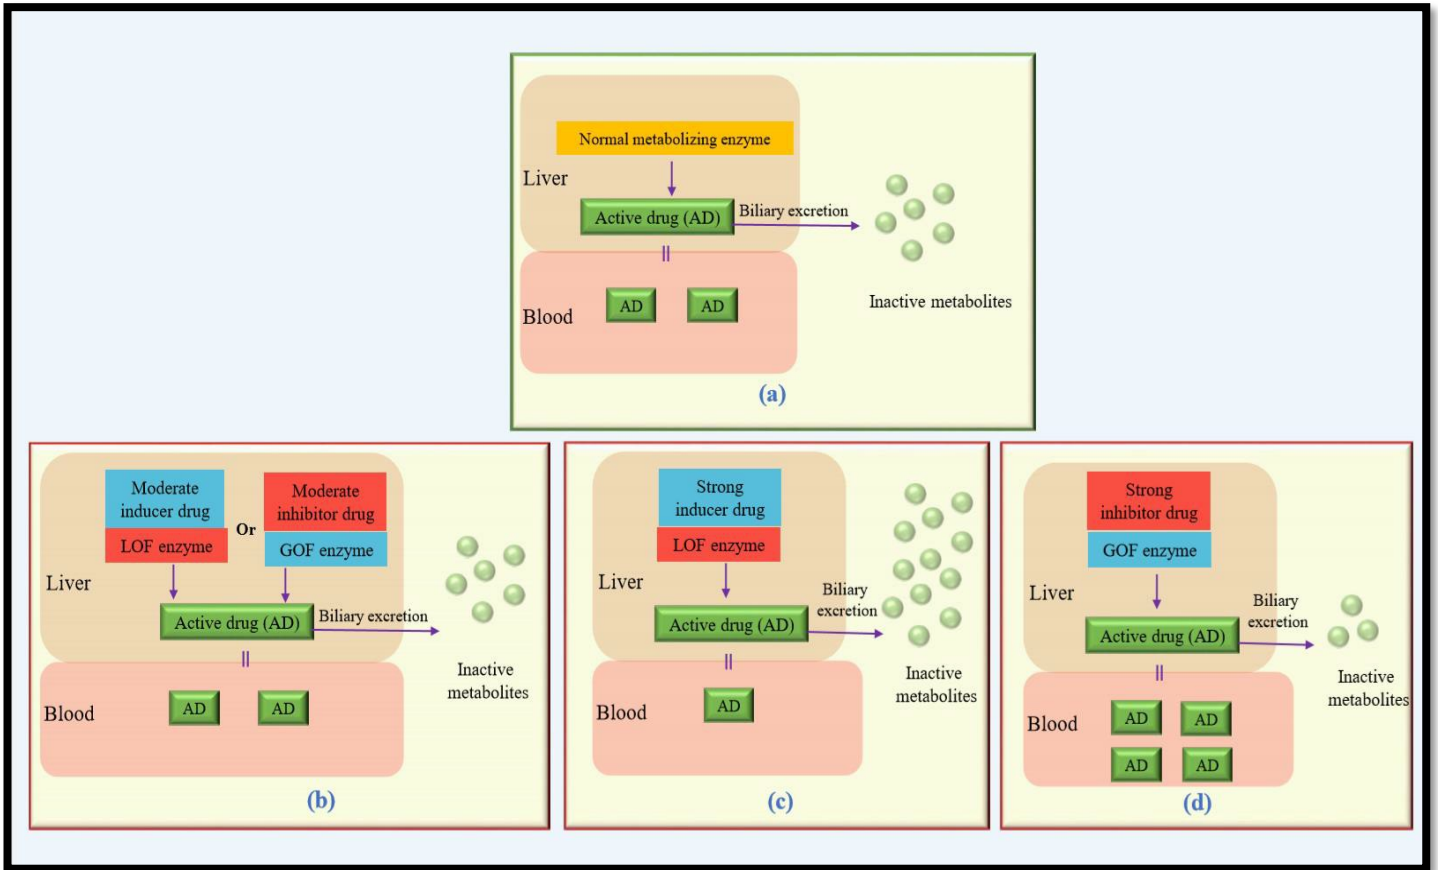 Normal metabolizing enzyme
Liver
Active drug (AD)
Biliary excretion
Inactive metabolites
Blood
AD
AD
(a)
Moderate
inducer drug
LOF enzyme
Or
Moderate
inhibitor drug
GOF enzyme
Liver
Active drug (AD)
Biliary excretion
Inactive
metabolites
Blood
AD
AD
(b)
Strong
inducer drug
LOF enzyme
Liver
Active drug (AD)
Biliary
excretion
Inactive
metabolites
Blood
AD
(c)
Strong
inhibitor drug
GOF enzyme
Liver
Active drug (AD)
Biliary
excretion
Inactive
metabolites
Blood
AD
AD
AD
AD
(d)